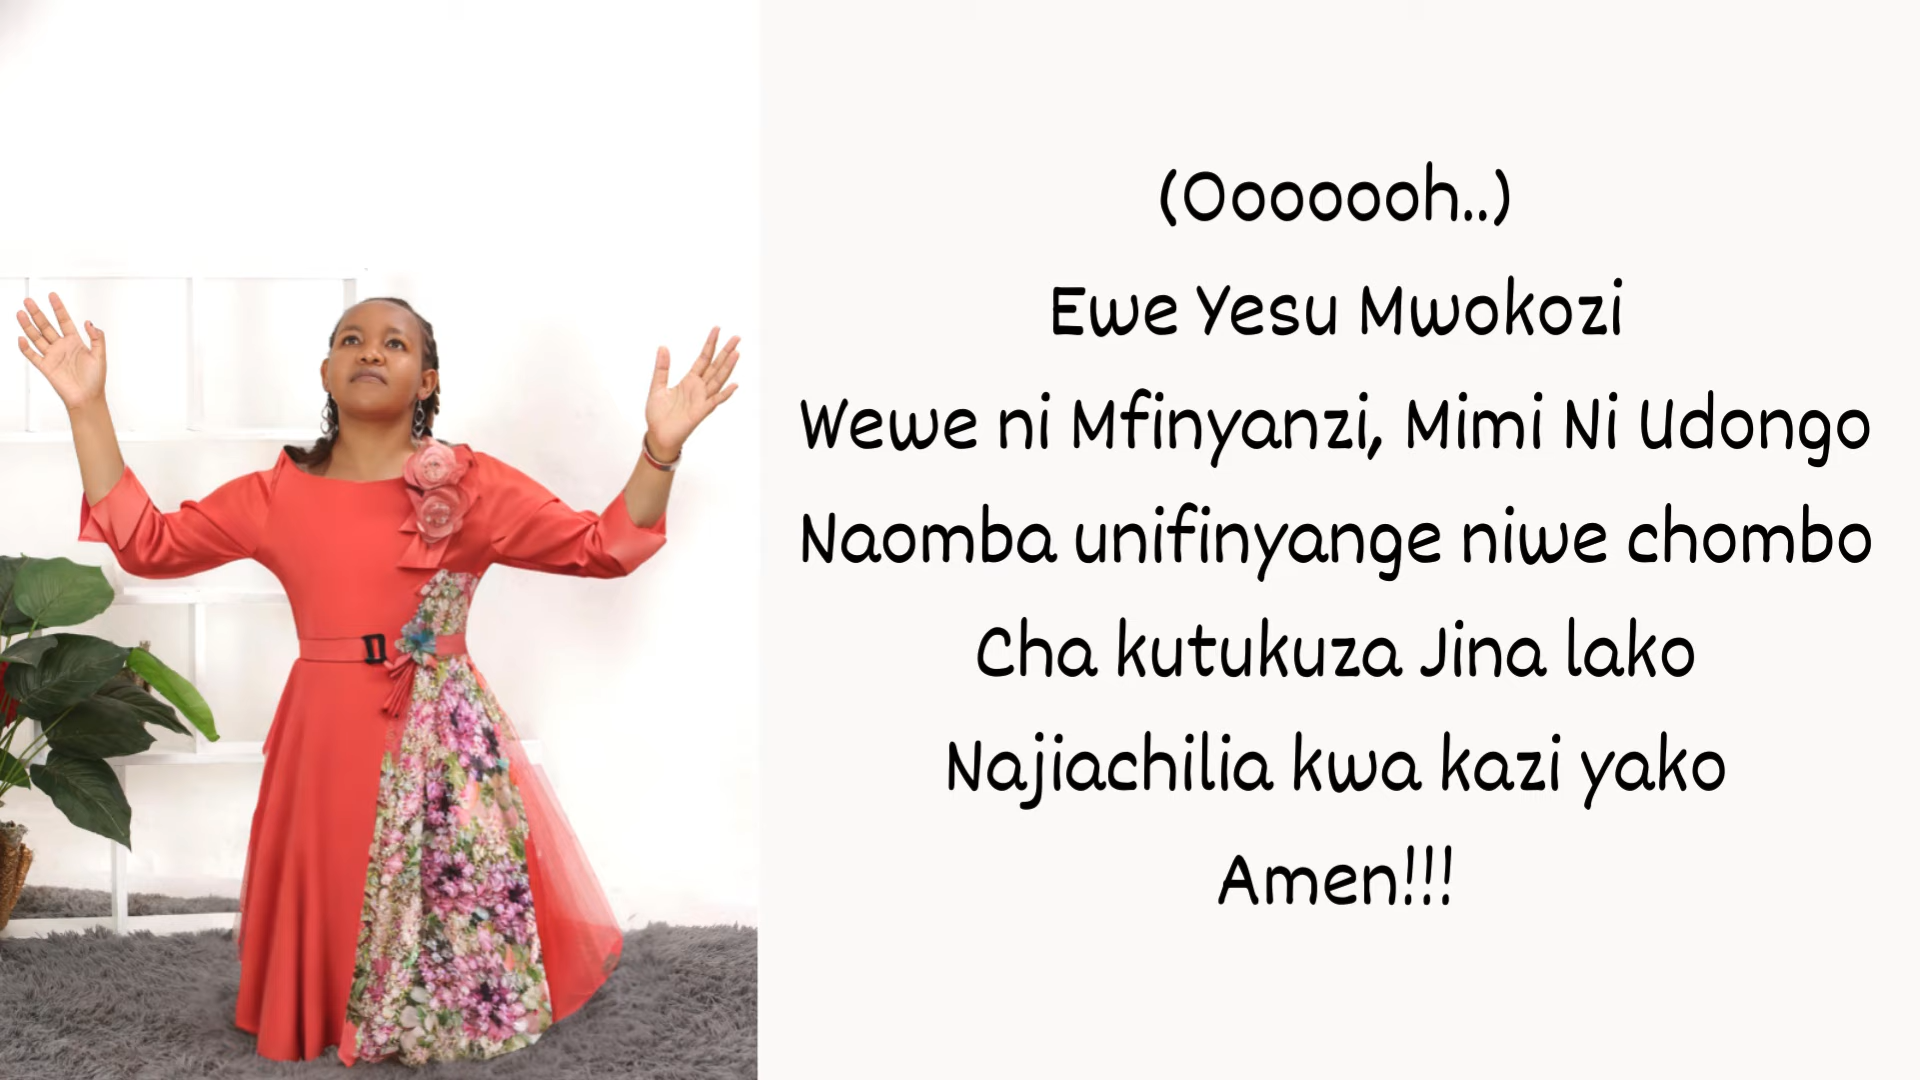 (Ooooooh..)
Ewe Yesu Mwokozi
Wewe ni Mfinyanzi, Mimi Ni Udongo
Naomba unifinyange niwe chombo
Cha kutukuza Jina lako
Najiachilia kwa kazi yako
Amen!!!